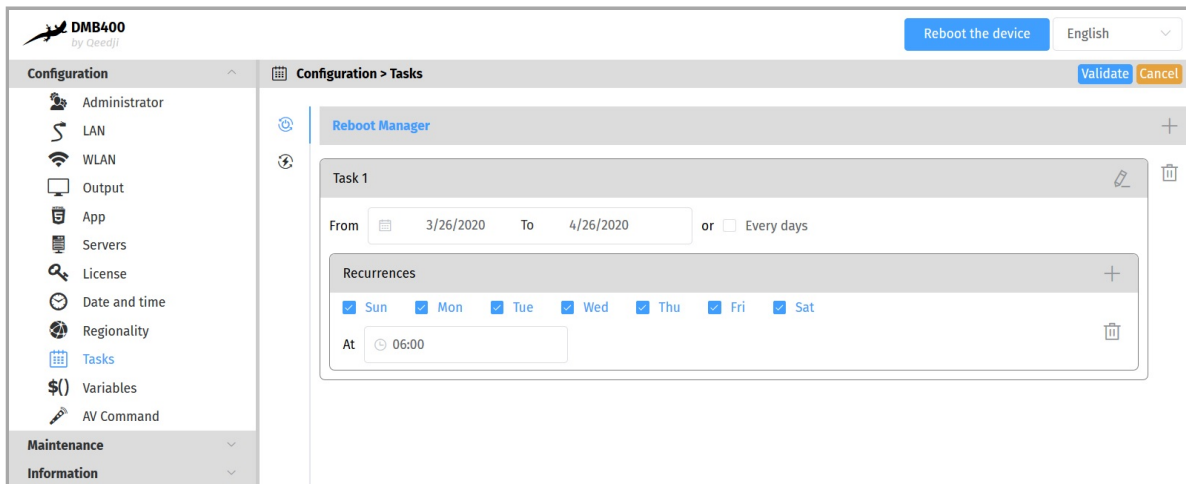 DMB400
by Qeedji
Reboot the device
English
Configuration
Configuration > Tasks
Validate
Cancel
Administrator
LAN
WLAN
Output
App
Servers
License
Date and time
Regionality
Tasks
$() Variables
AV Command
Maintenance
Information
Reboot Manager
Task 1
From 3/26/2020 To 4/26/2020 or Every days
Recurrences
Sun Mon Tue Wed Thu Fri Sat
At 06:00